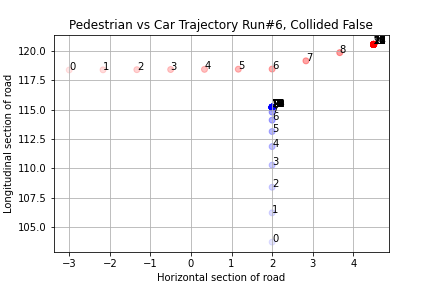 Pedestrian vs Car Trajectory Run#6, Collided False
Longitudinal section of road
120.0
117.5
115.0
112.5
110.0
107.5
105.0
0 1 2 3 4 5 6 7 8
6
5
4
3
2
1
0
−3 −2 −1 0 1 2 3 4
Horizontal section of road